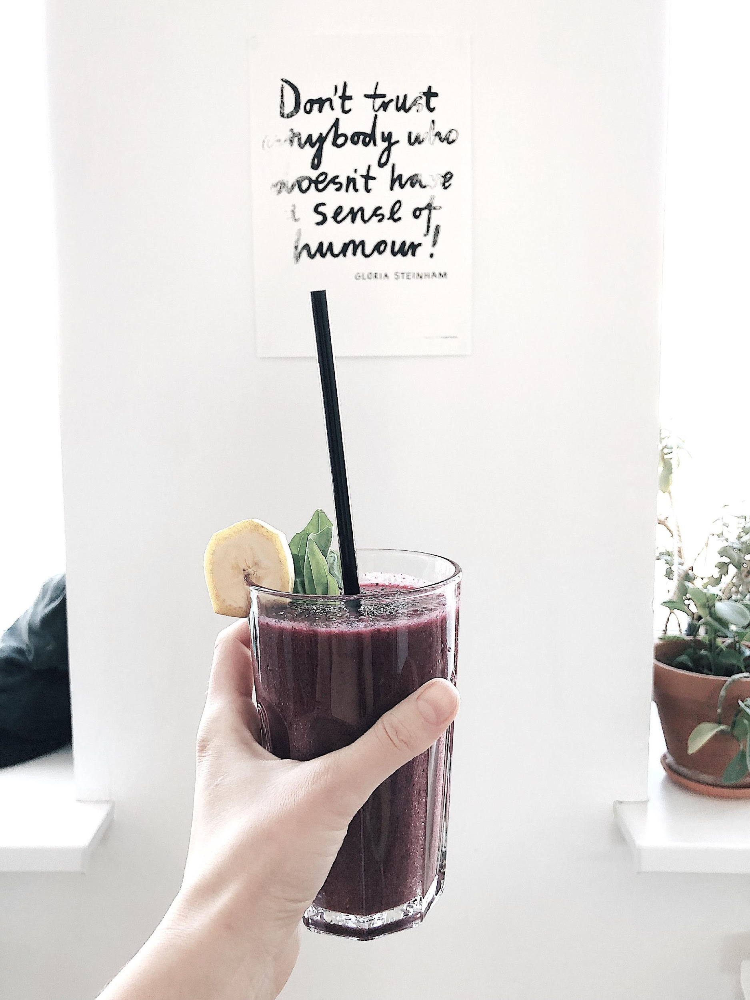 Don't trust
anybody who
doesn't have
a sense of
humour!
GLORIA STEINHAM